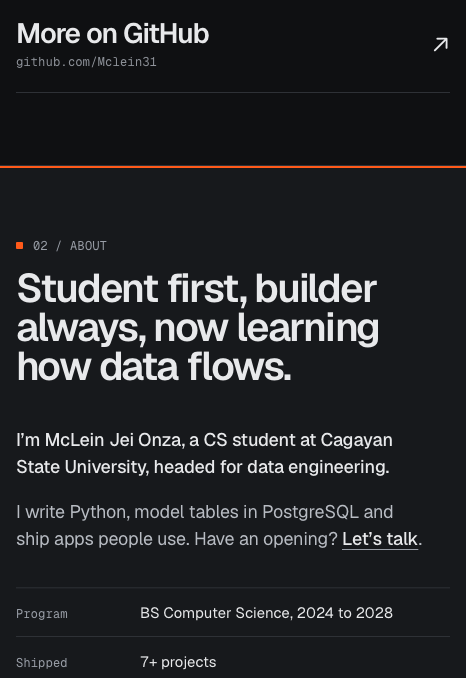 More on GitHub
github.com/Mclein31
02 / ABOUT
Student first, builder
always, now learning
how data flows.
I’m McLein Jei Onza, a CS student at Cagayan
State University, headed for data engineering.
I write Python, model tables in PostgreSQL and
ship apps people use. Have an opening? Let’s talk.
Program BS Computer Science, 2024 to 2028
Shipped 7+ projects